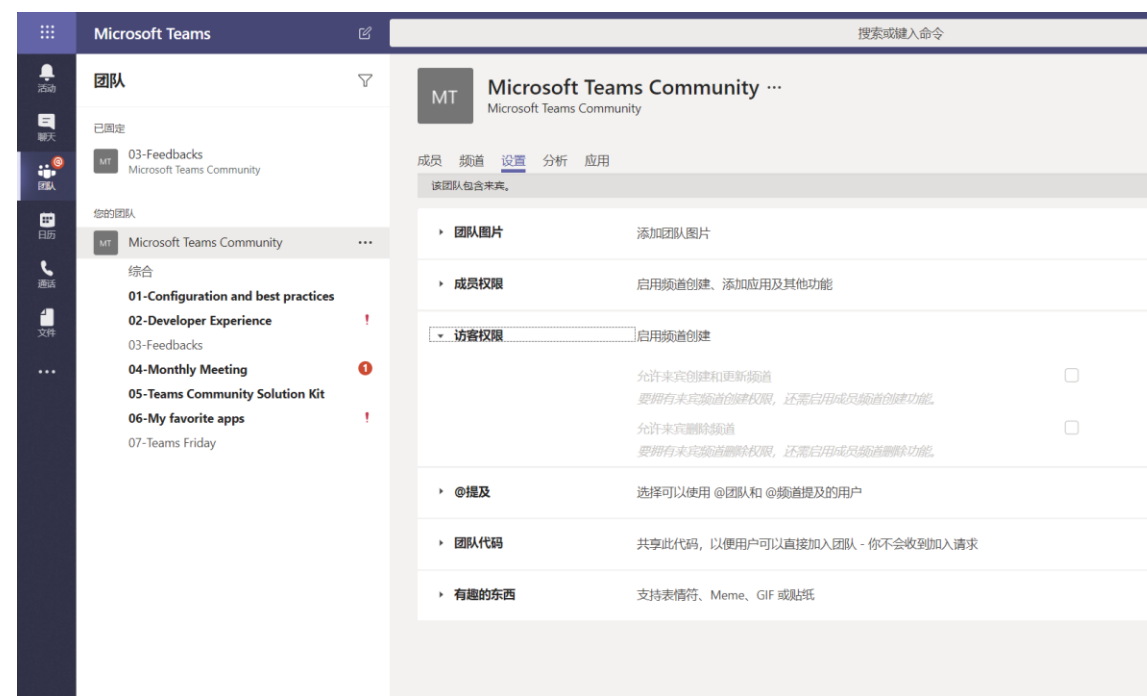 Microsoft Teams
搜索或键入命令
活动
聊天
团队
日历
通话
文件
团队
已固定
MT
03-Feedbacks
Microsoft Teams Community
您的团队
MT
Microsoft Teams Community
综合
01-Configuration and best practices
02-Developer Experience
!
03-Feedbacks
04-Monthly Meeting
1
05-Teams Community Solution Kit
06-My favorite apps
!
07-Teams Friday
MT
Microsoft Teams Community ···
Microsoft Teams Community
成员 频道 设置 分析 应用
该团队包含来宾。
团队图片 添加团队图片
成员权限 启用频道创建、添加应用及其他功能
访客权限 启用频道创建
允许来宾创建和更新频道
要拥有来宾频道创建权限，还需启用成员频道创建功能。
允许来宾删除频道
要拥有来宾频道删除权限，还需启用成员频道删除功能。
@提及 选择可以使用 @团队和 @频道提及的用户
团队代码 共享此代码，以便用户可以直接加入团队 - 你不会收到加入请求
有趣的东西 支持表情符、Meme、GIF 或贴纸